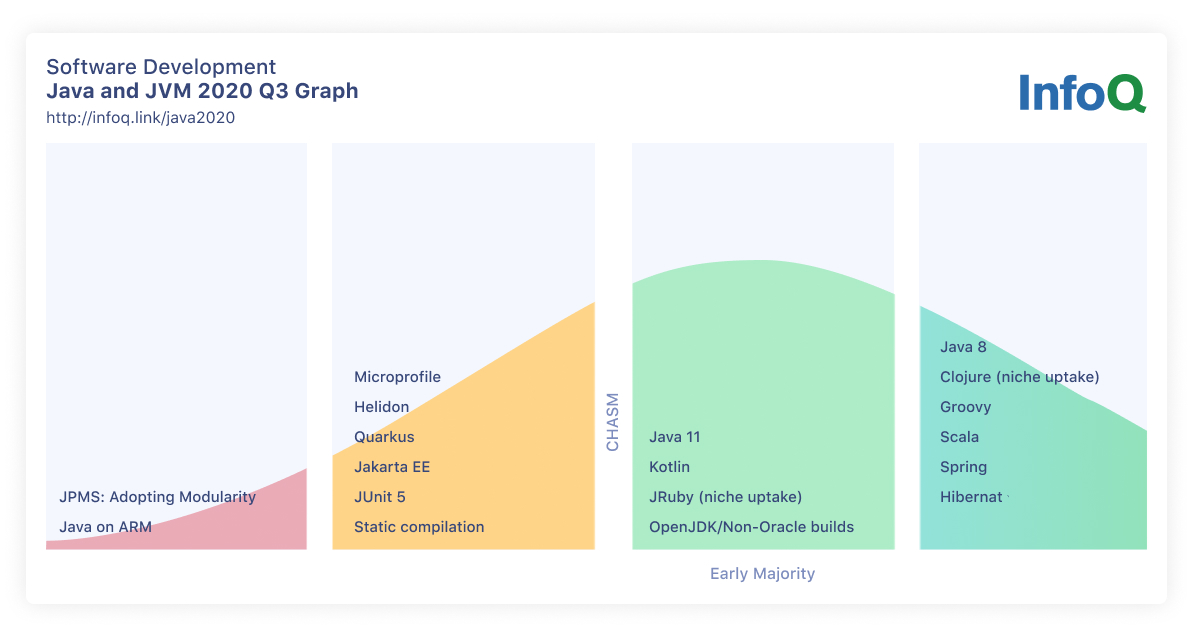 Software Development
Java and JVM 2020 Q3 Graph
http://infoq.link/java2020
InfoQ
JPMS: Adopting Modularity
Java on ARM
Microprofile
Helidon
Quarkus
Jakarta EE
JUnit 5
Static compilation
CHASM
Java 11
Kotlin
JRuby (niche uptake)
OpenJDK/Non-Oracle builds
Java 8
Clojure (niche uptake)
Groovy
Scala
Spring
Hibernat
Early Majority